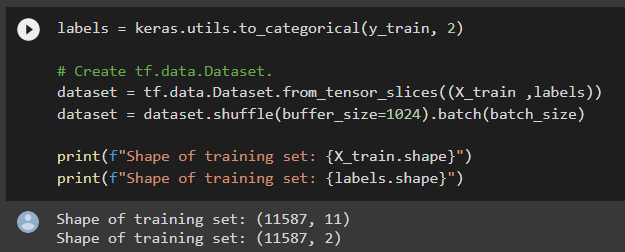 labels = keras.utils.to_categorical(y_train, 2)
# Create tf.data.Dataset.
dataset = tf.data.Dataset.from_tensor_slices((X_train ,labels))
dataset = dataset.shuffle(buffer_size=1024).batch(batch_size)
print(f"Shape of training set: {X_train.shape}")
print(f"Shape of training set: {labels.shape}")
Shape of training set: (11587, 11)
Shape of training set: (11587, 2)